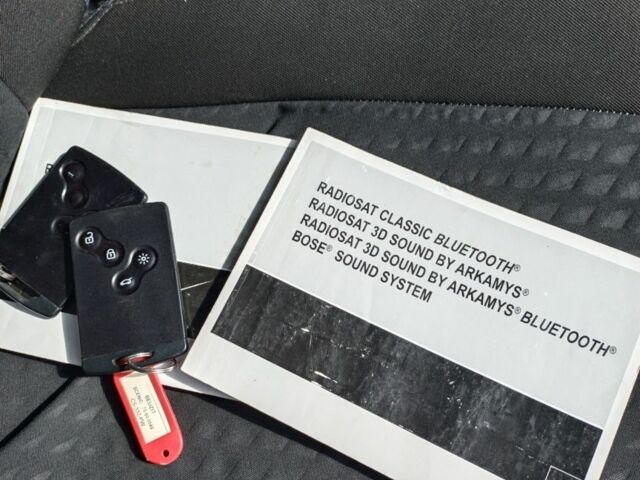 RADIOSAT CLASSIC BLUETOOTH®
RADIOSAT 3D SOUND BY ARKAMYS®
RADIOSAT 3D SOUND BY ARKAMYS® BLUETOOTH®
BOSE® SOUND SYSTEM